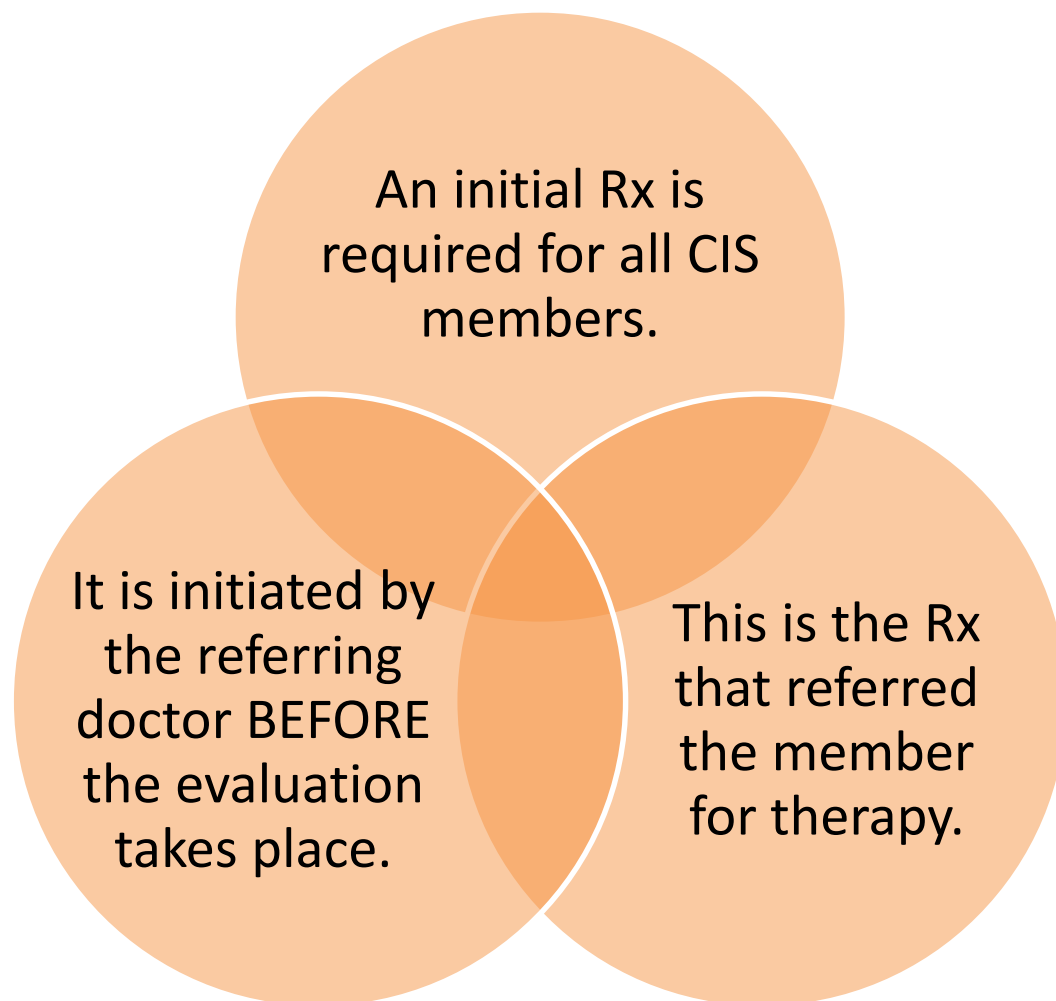 An initial Rx is
required for all CIS
members.
It is initiated by
the referring
doctor BEFORE
the evaluation
takes place.
This is the Rx
that referred
the member
for therapy.